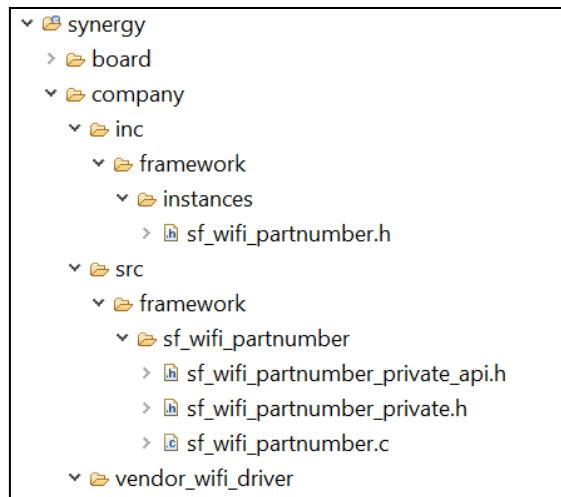 synergy
board
company
inc
framework
instances
sf_wifi_partnumber.h
src
framework
sf_wifi_partnumber
sf_wifi_partnumber_private_api.h
sf_wifi_partnumber_private.h
sf_wifi_partnumber.c
vendor_wifi_driver